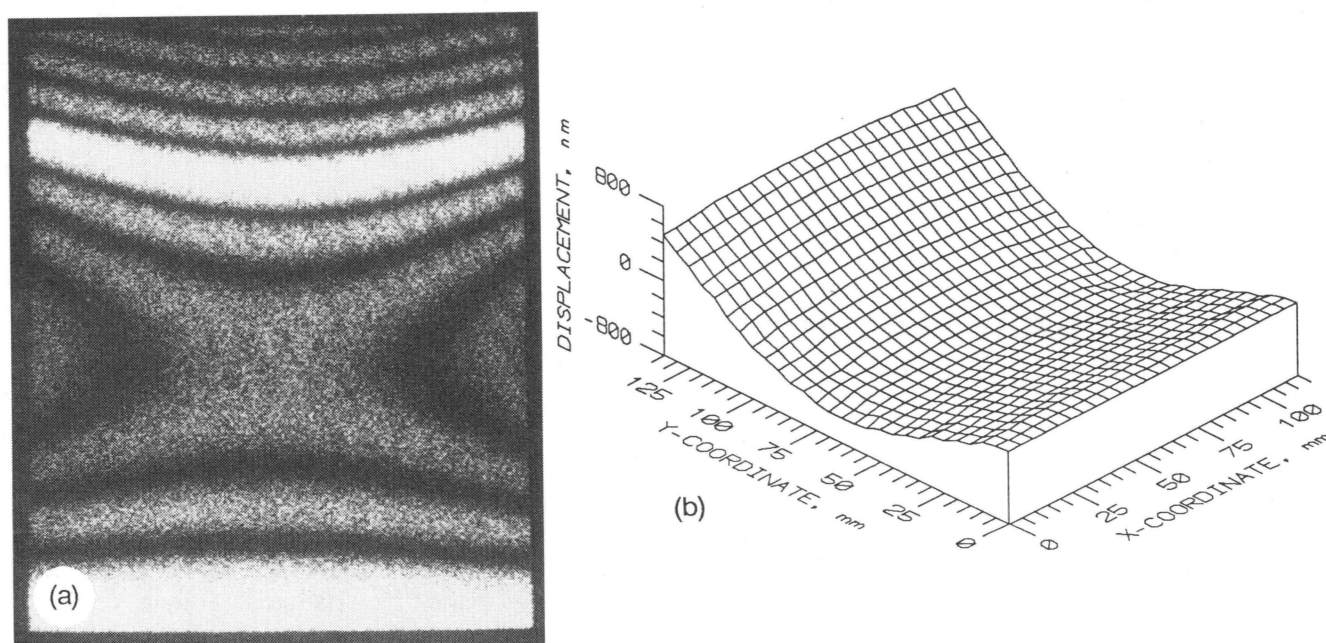 (a)
DISPLACEMENT, nm
800
0
-800
125
100
75
50
25
0
Y-COORDINATE, mm
0
25
50
75
100
X-COORDINATE, mm
(b)